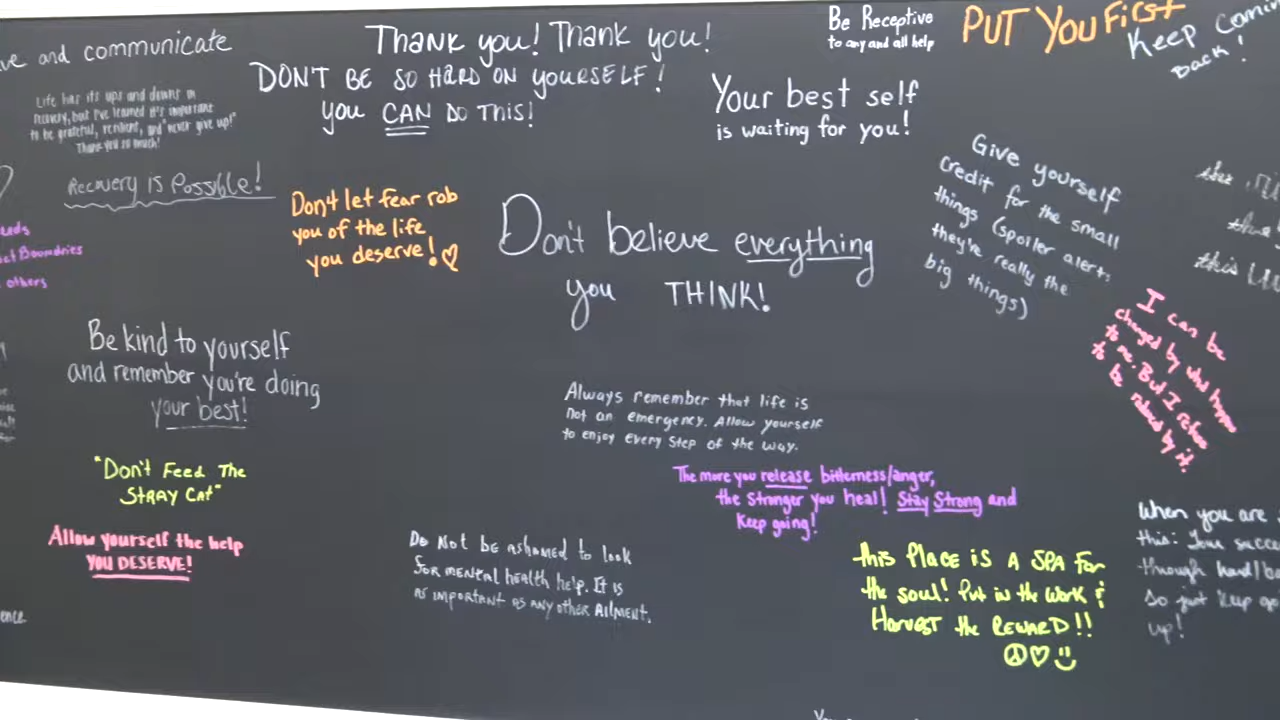 ve and communicate
Life has its ups and downs in
recovery, but I've learned it's important
to be grateful, resilient, and "never give up!"
Thank you so much!
Recovery is Possible!
eeds
Boundries
others
THANK you! THANK you!
DON'T BE SO HARD ON YOURSELF!
you CAN DO THIS!
Don't let fear rob
you of the life
you deserve! ♡
Be Receptive
to any and all help
PUT YOU FIRST
Keep coming
BACK!
Your best self
is waiting for you!
Don't believe everything
you THINK!
Give yourself
credit for the small
things (spoiler alert:
they're really the
big things)
the
this
I can be
changed by what happens
to me. But I refuse
to be reduced by it.
Be kind to yourself
and remember you're doing
your best!
"Don't Feed The
Stray Cat"
Allow yourself the help
YOU DESERVE!
ence
Always remember that life is
Not an emergency. Allow yourself
to enjoy every step of the way.
The more you release bitterness/anger,
the stronger you heal! Stay Strong and
Keep going!
Do Not be ashamed to look
for mental health help. It is
as important as any other ailment.
this Place is A SPA for
the soul! Put in the work &
Harvest the REWARD!!
☮♡☺
When you are
this: Your succe
through hard/b
So just keep go
up!